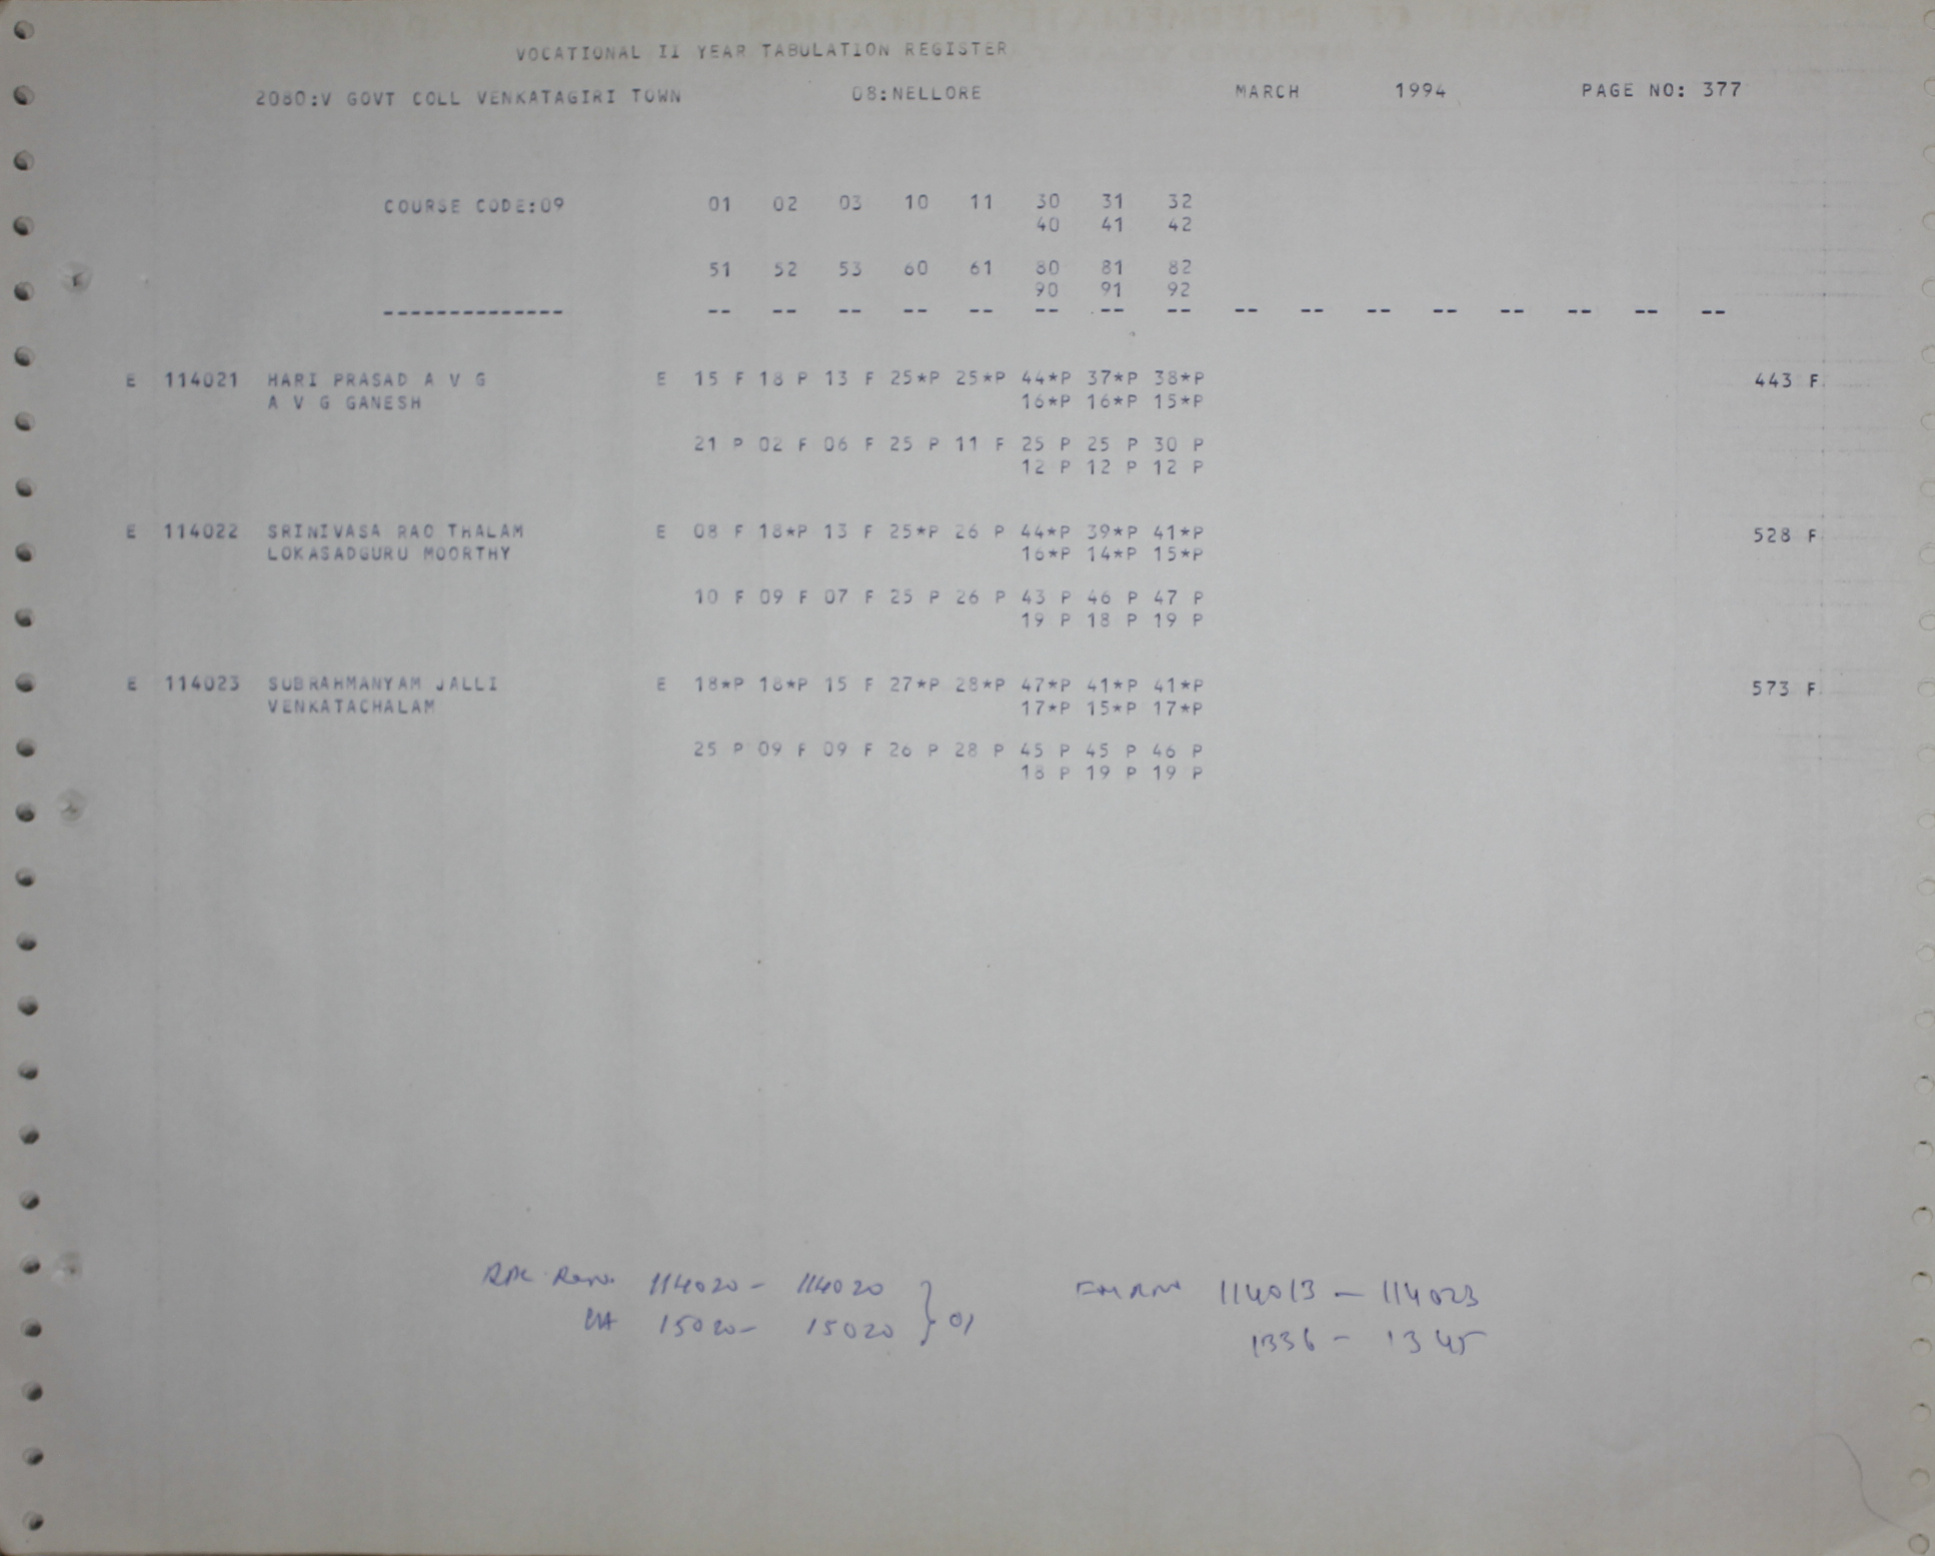 VOCATIONAL II YEAR TABULATION REGISTER
2080:V GOVT COLL VENKATAGIRI TOWN 08:NELLORE MARCH 1994 PAGE NO: 377
COURSE CODE:09 01 02 03 10 11 30 31 32
40 41 42
51 52 53 60 61 80 81 82
90 91 92
-------------- -- -- -- -- -- -- -- -- -- -- -- -- -- -- -- --
E 114021 HARI PRASAD A V G E 15 F 18 P 13 F 25*P 25*P 44*P 37*P 38*P 443 F
A V G GANESH 16*P 16*P 15*P
21 P 02 F 06 F 25 P 11 F 25 P 25 P 30 P
12 P 12 P 12 P
E 114022 SRINIVASA RAO THALAM E 08 F 18*P 13 F 25*P 26 P 44*P 39*P 41*P 528 F
LOKASADGURU MOORTHY 16*P 14*P 15*P
10 F 09 F 07 F 25 P 26 P 43 P 46 P 47 P
19 P 18 P 19 P
E 114023 SUBRAHMANYAM JALLI E 18*P 18*P 15 F 27*P 28*P 47*P 41*P 41*P 573 F
VENKATACHALAM 17*P 15*P 17*P
25 P 09 F 09 F 26 P 28 P 45 P 45 P 46 P
18 P 19 P 19 P
114020 - 114020 114013 - 114023
15020 - 15020 } 01 1336 - 1345